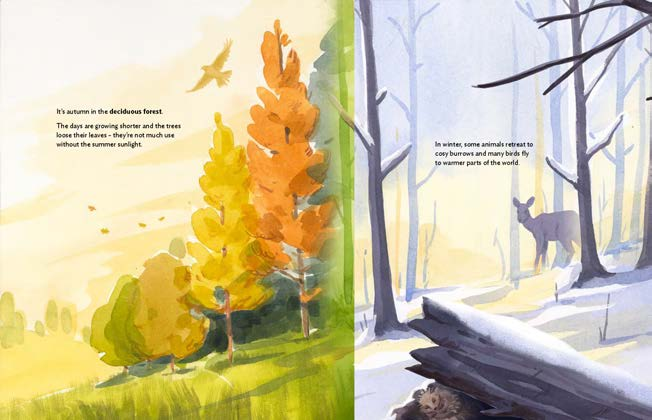 It's autumn in the deciduous forest.
The days are growing shorter and the trees
loose their leaves – they're not much use
without the summer sunlight.
In winter, some animals retreat to
cosy burrows and many birds fly
to warmer parts of the world.